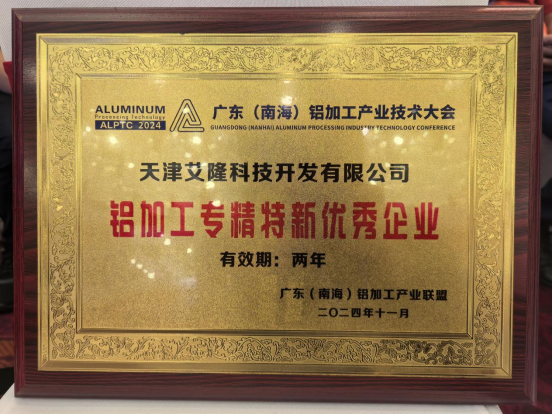 ALUMINUM
Processing Technology
ALPTC 2024
广东（南海）铝加工产业技术大会
GUANGDONG (NANHAI) ALUMINUM PROCESSING INDUSTRY TECHNOLOGY CONFERENCE
天津艾隆科技开发有限公司
铝加工专精特新优秀企业
有效期：两年
广东（南海）铝加工产业联盟
二〇二四年十一月